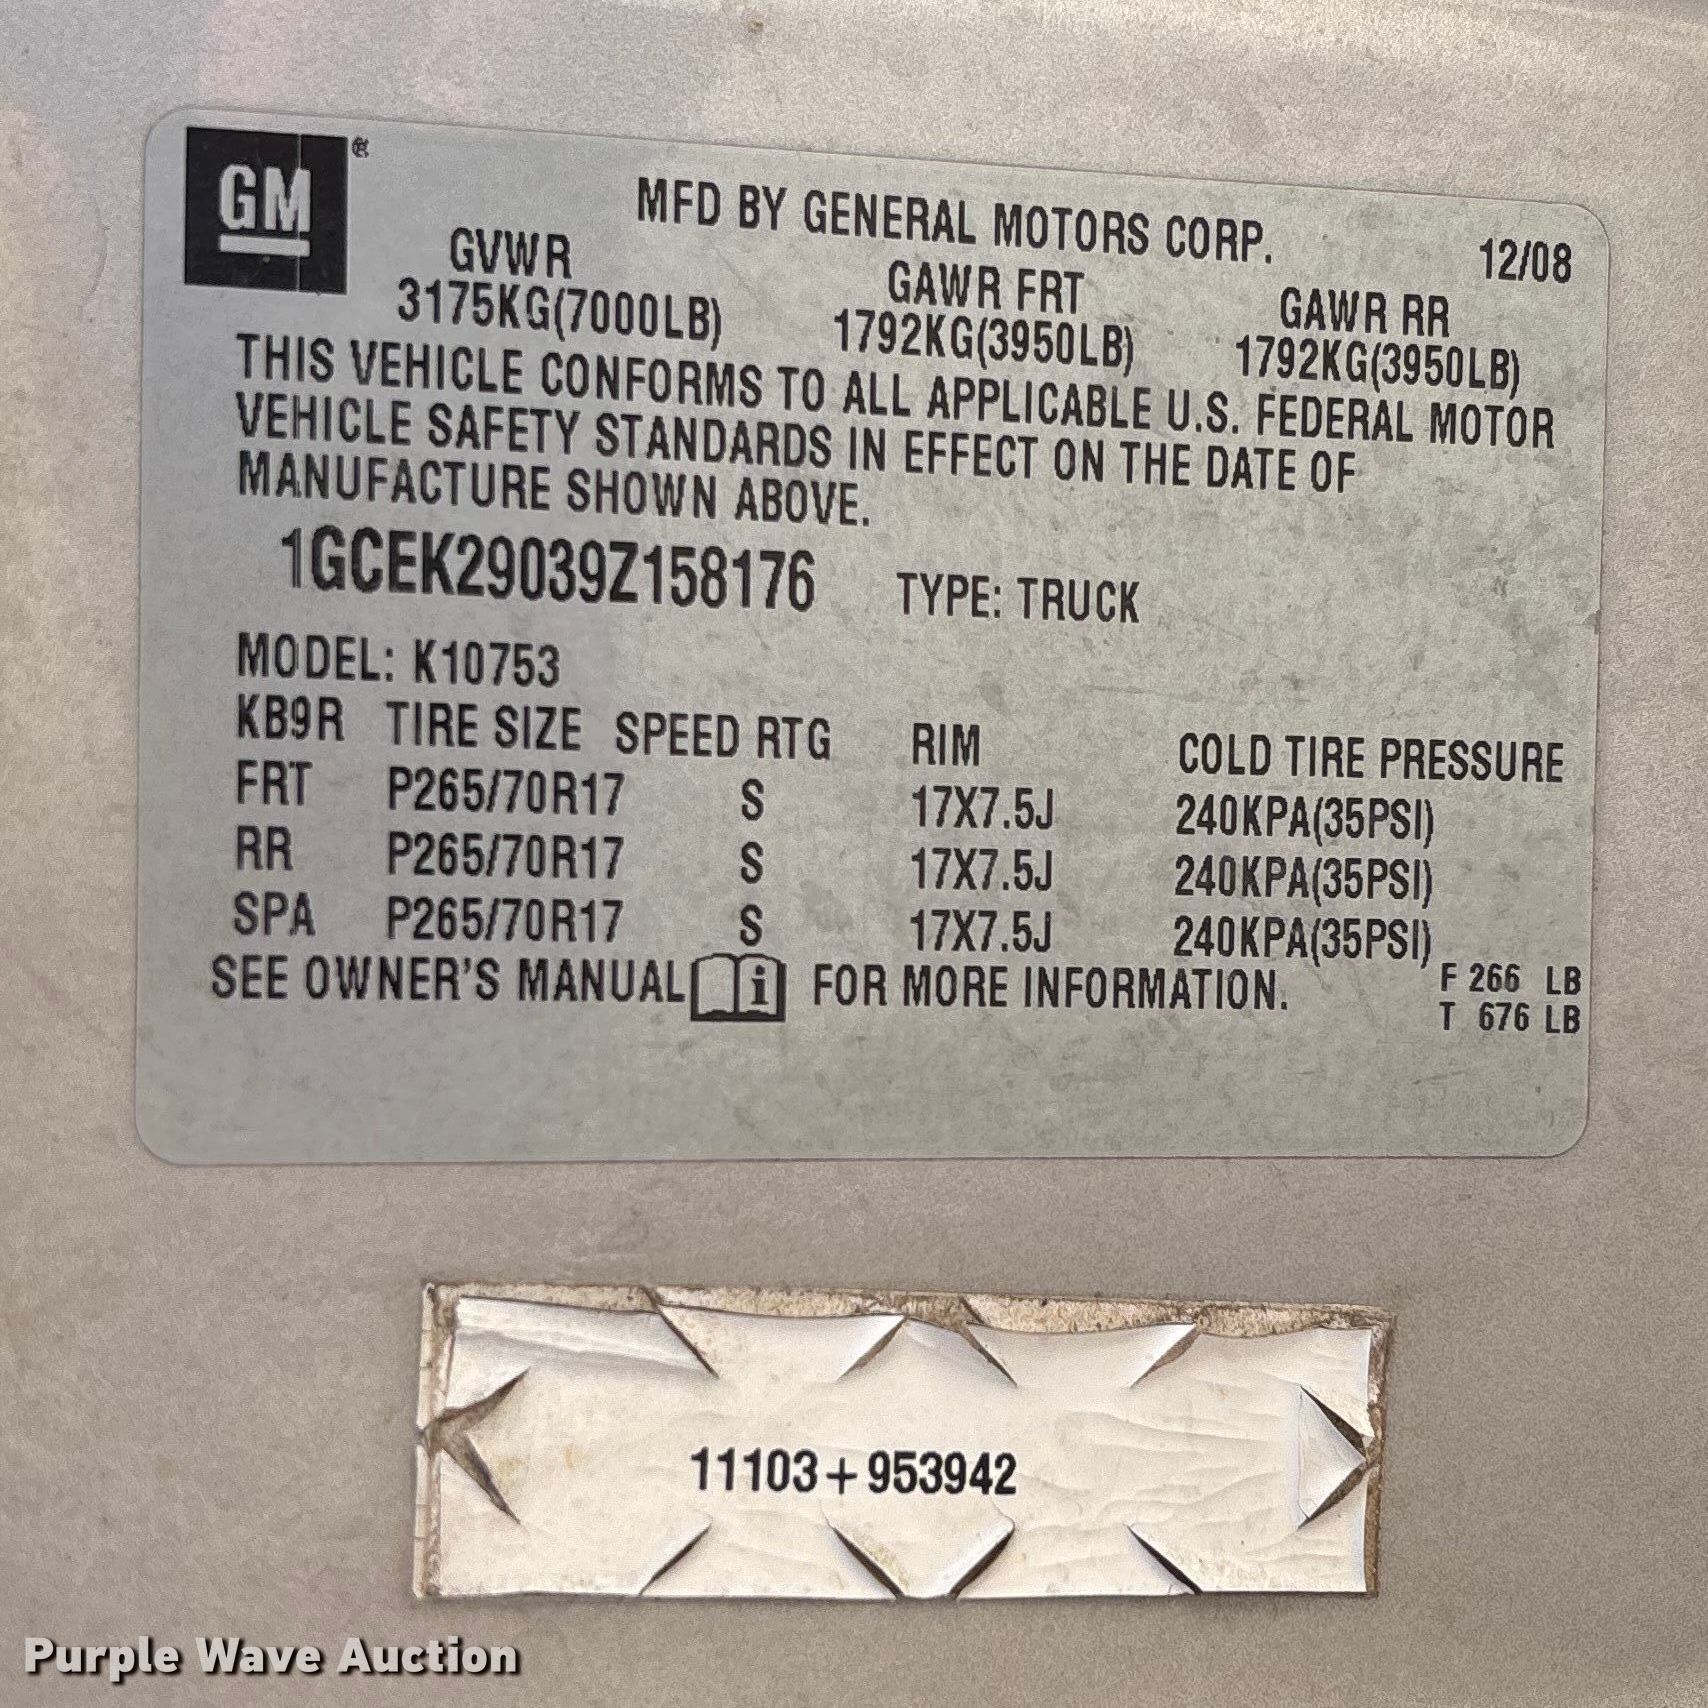 GM®
MFD BY GENERAL MOTORS CORP.
12/08
GVWR
GAWR FRT
GAWR RR
3175KG(7000LB)
1792KG(3950LB)
1792KG(3950LB)
THIS VEHICLE CONFORMS TO ALL APPLICABLE U.S. FEDERAL MOTOR
VEHICLE SAFETY STANDARDS IN EFFECT ON THE DATE OF
MANUFACTURE SHOWN ABOVE.
1GCEK29039Z158176 TYPE: TRUCK
MODEL: K10753
KB9R TIRE SIZE SPEED RTG RIM COLD TIRE PRESSURE
FRT P265/70R17 S 17X7.5J 240KPA(35PSI)
RR P265/70R17 S 17X7.5J 240KPA(35PSI)
SPA P265/70R17 S 17X7.5J 240KPA(35PSI)
SEE OWNER'S MANUAL i FOR MORE INFORMATION.
F 266 LB
T 676 LB
11103+953942
Purple Wave Auction